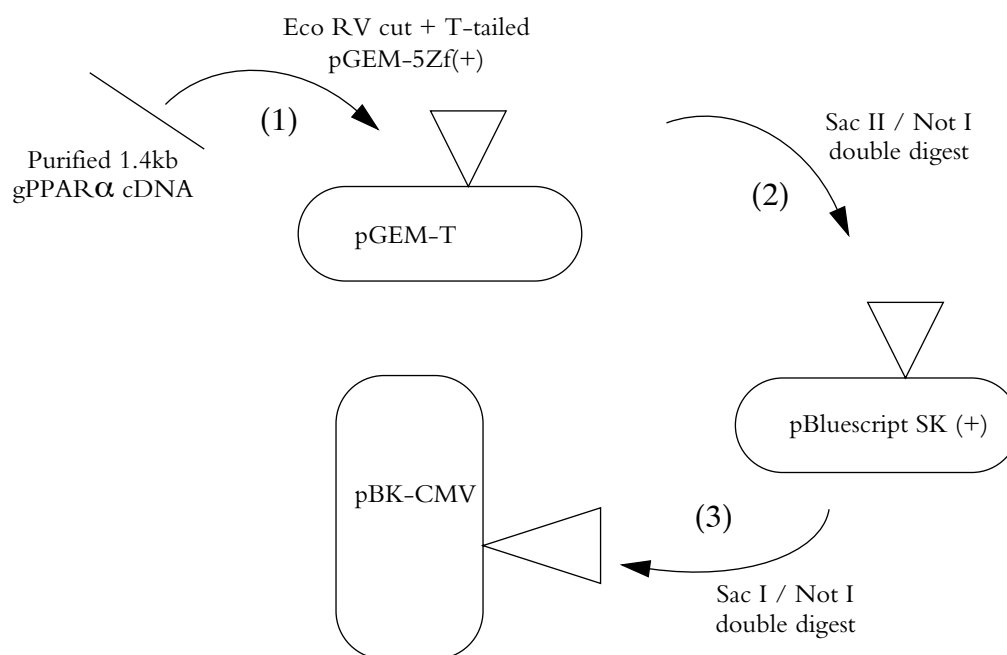 Eco RV cut + T-tailed
pGEM-5Zf(+)
(1)
Purified 1.4kb
gPPARα cDNA
pGEM-T
Sac II / Not I
double digest
(2)
pBluescript SK (+)
pBK-CMV
(3)
Sac I / Not I
double digest